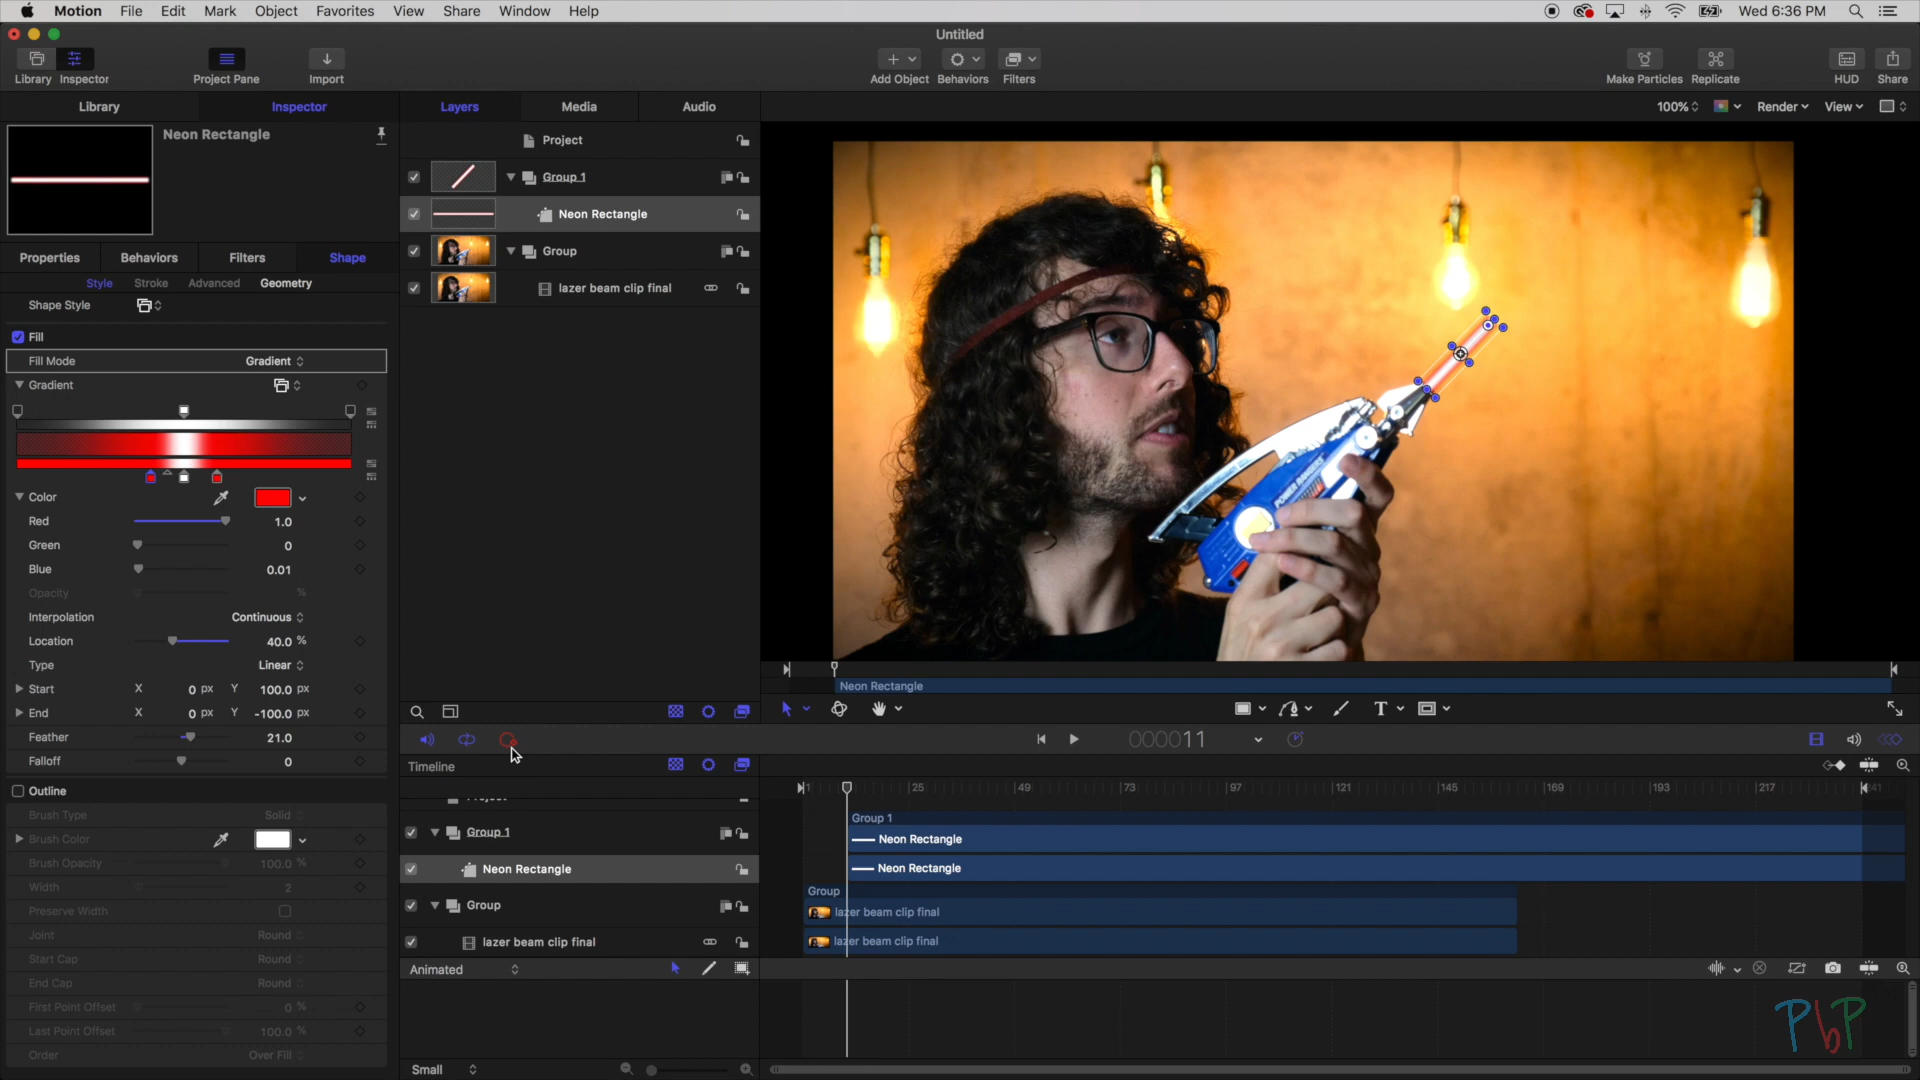 Motion File Edit Mark Object Favorites View Share Window Help Wed 6:36 PM
Untitled
Library Inspector Project Pane Import Add Object Behaviors Filters Make Particles Replicate HUD Share
Library Inspector Layers Media Audio 100% Render View
Neon Rectangle
Project
Group 1
Neon Rectangle
Group
lazer beam clip final
Properties Behaviors Filters Shape
Style Stroke Advanced Geometry
Shape Style
Fill
Fill Mode Gradient
Gradient
Color
Red 1.0
Green 0
Blue 0.01
Opacity %
Interpolation Continuous
Location 40.0 %
Type Linear
Start X 0 px Y 100.0 px
End X 0 px Y -100.0 px
Feather 21.0
Falloff 0
Outline
Brush Type Solid
Brush Color
Brush Opacity 100.0 %
Width 2
Preserve Width
Joint Round
Start Cap Round
End Cap Round
First Point Offset 0 %
Last Point Offset 100.0 %
Order Over Fill
POWER RANGERS
Neon Rectangle
T
000011
Timeline
1 25 49 73 97 121 145 169 193 217 241
Project
Group 1
Neon Rectangle
Group
lazer beam clip final
Group 1
Neon Rectangle
Neon Rectangle
Group
lazer beam clip final
lazer beam clip final
Animated
Small
PhP